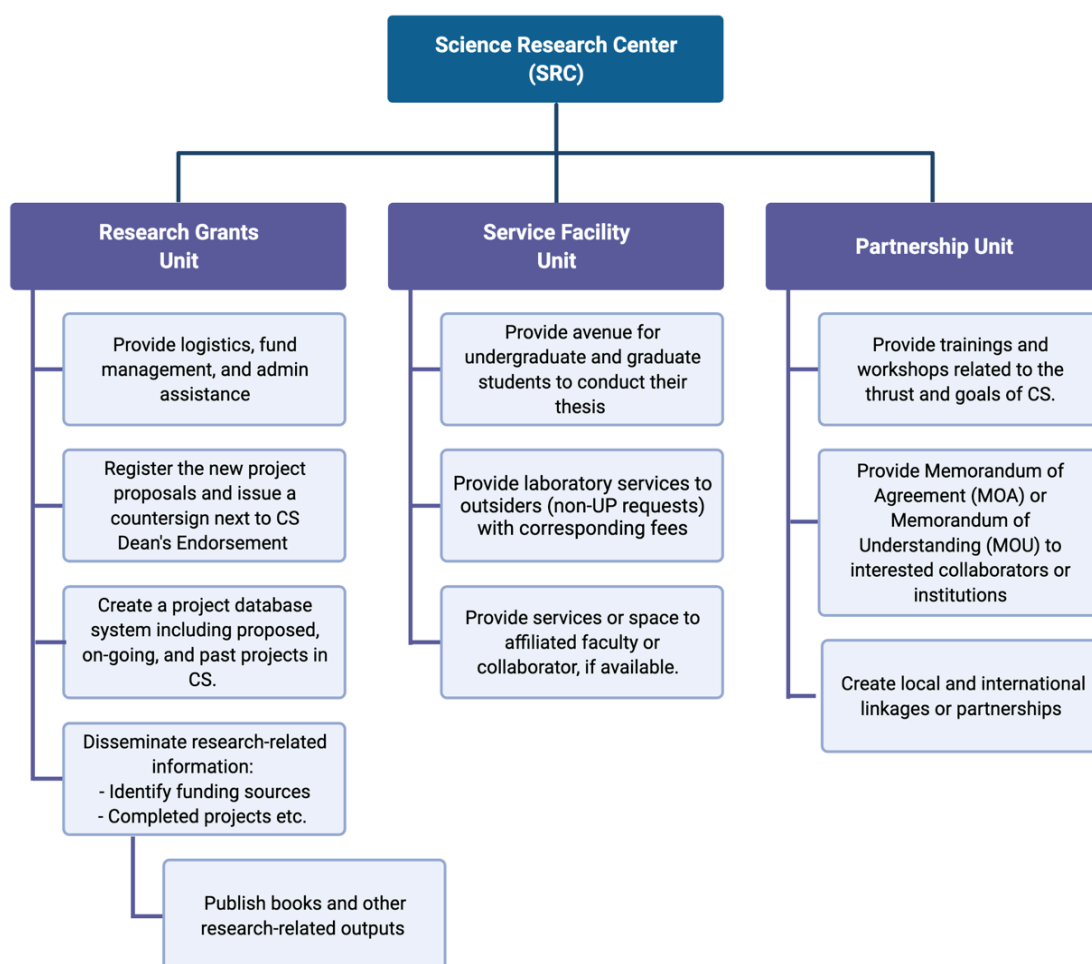 Science Research Center
(SRC)
Research Grants
Unit
Provide logistics, fund
management, and admin
assistance
Register the new project
proposals and issue a
countersign next to CS
Dean's Endorsement
Create a project database
system including proposed,
on-going, and past projects in
CS.
Disseminate research-related
information:
- Identify funding sources
- Completed projects etc.
Publish books and other
research-related outputs
Service Facility
Unit
Provide avenue for
undergraduate and graduate
students to conduct their
thesis
Provide laboratory services to
outsiders (non-UP requests)
with corresponding fees
Provide services or space to
affiliated faculty or
collaborator, if available.
Partnership Unit
Provide trainings and
workshops related to the
thrust and goals of CS.
Provide Memorandum of
Agreement (MOA) or
Memorandum of
Understanding (MOU) to
interested collaborators or
institutions
Create local and international
linkages or partnerships